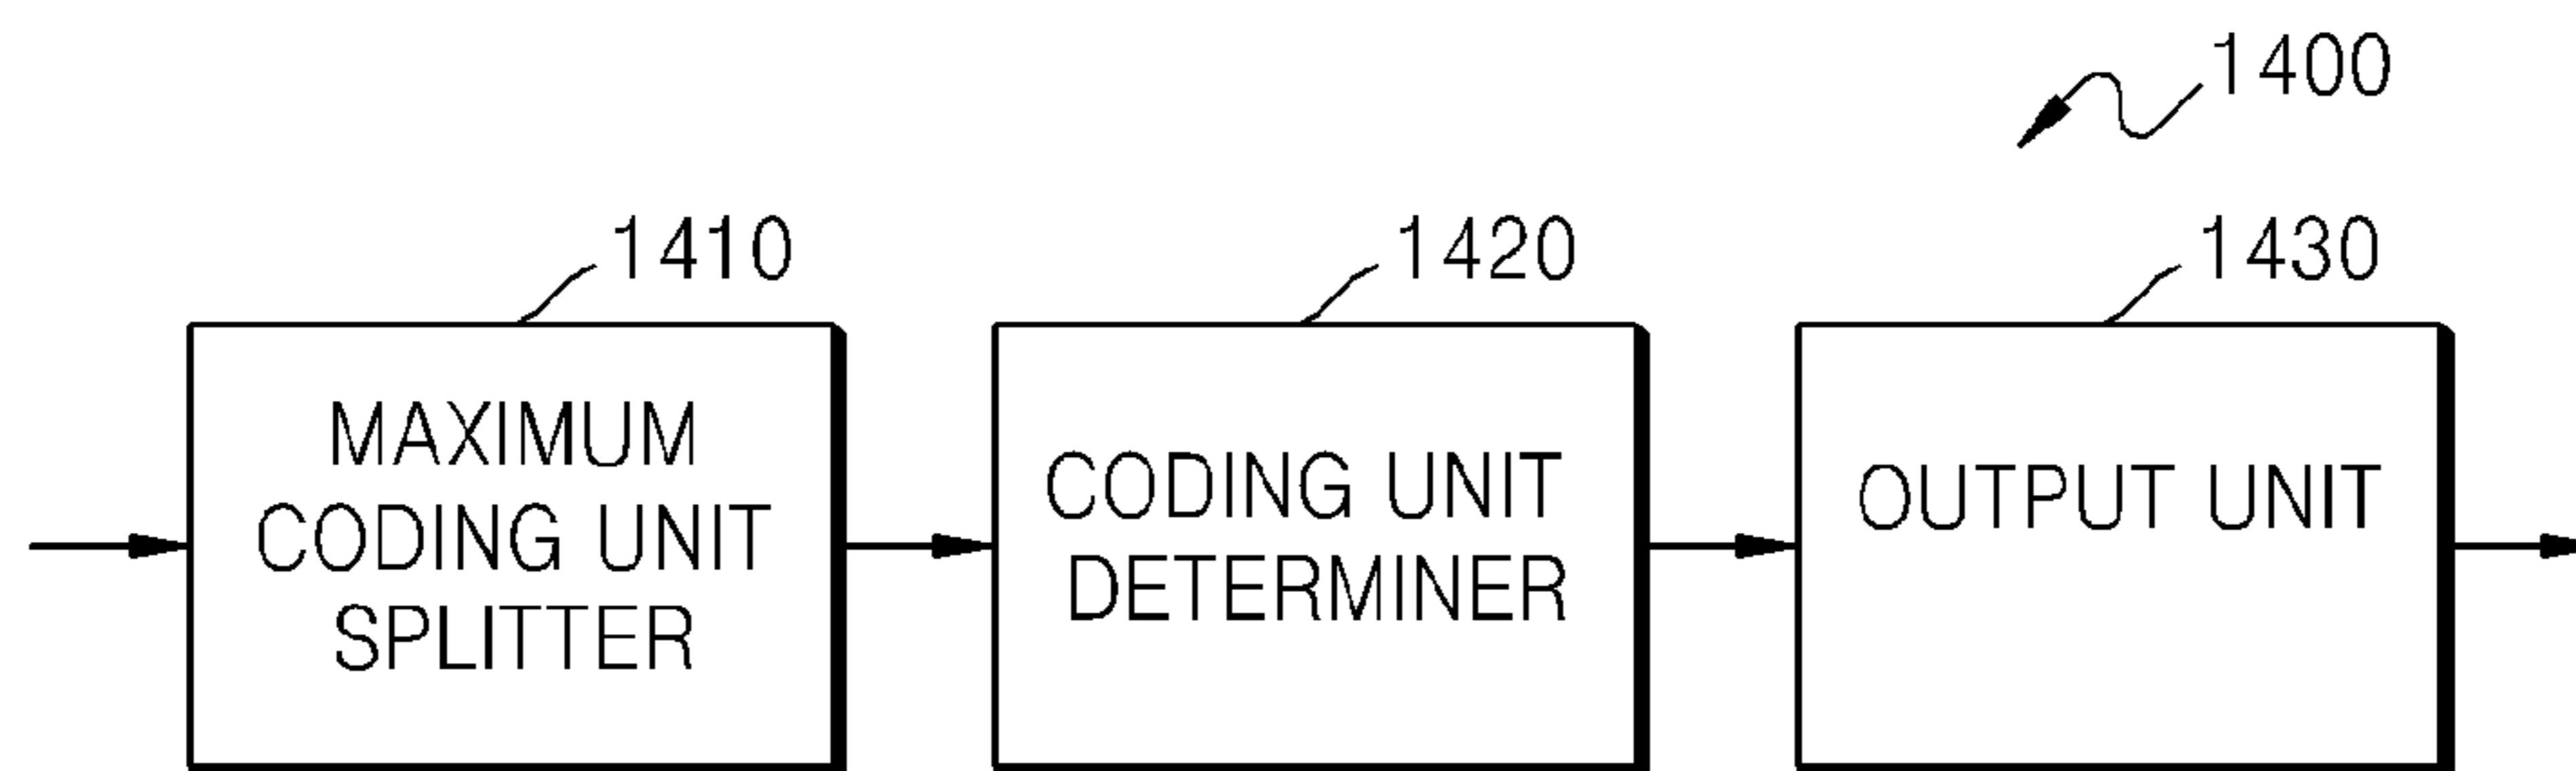 1400
1410
1420
1430
MAXIMUM
CODING UNIT
SPLITTER
CODING UNIT
DETERMINER
OUTPUT UNIT